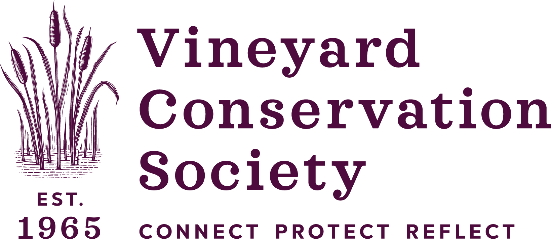 Vineyard
Conservation
Society
EST.
1965
CONNECT PROTECT REFLECT